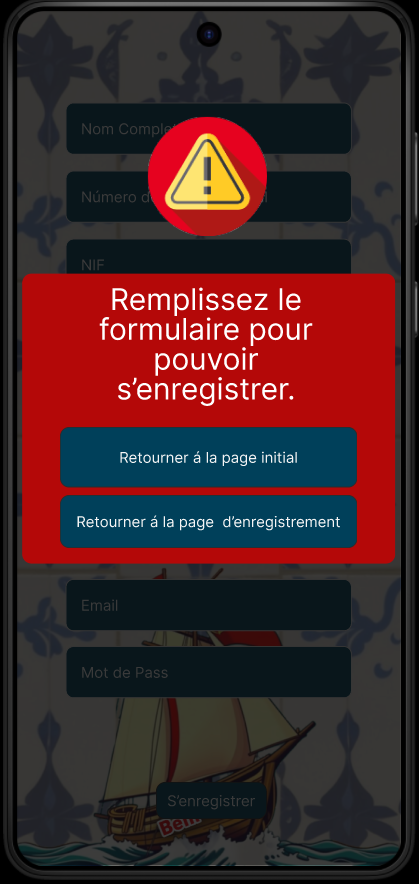 Nom Complet
Número d
NIF
Remplissez le
formulaire pour
pouvoir
s’enregistrer.
Retourner á la page initial
Retourner á la page d’enregistrement
Email
Mot de Pass
S’enregistrer